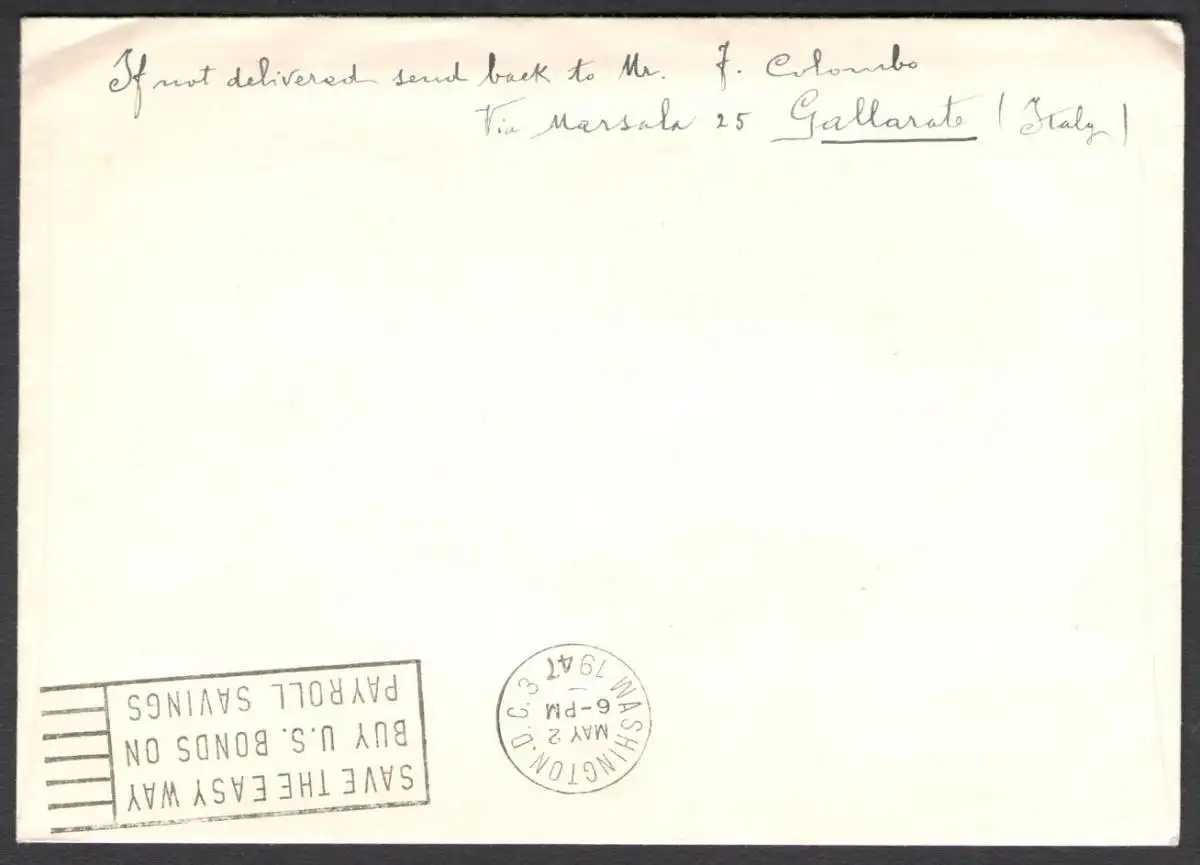 If not delivered send back to Mr. F. Colombo
Via Marsala 25 Gallarate (Italy)
WASHINGTON. D.C. 3
MAY 2
6-PM
1947
SAVE THE EASY WAY
BUY U.S. BONDS ON
PAYROLL SAVINGS